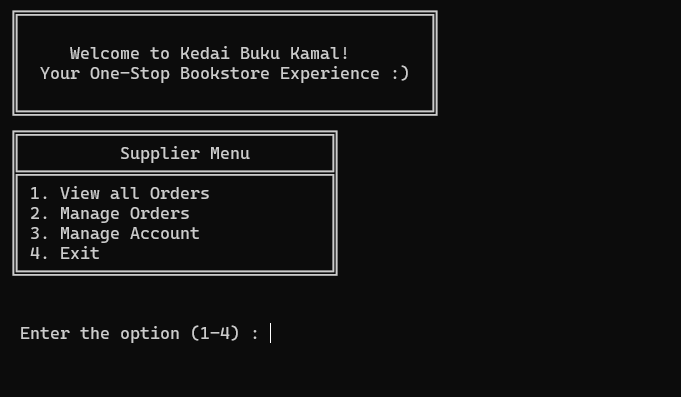 Welcome to Kedai Buku Kamal!
Your One-Stop Bookstore Experience :)
Supplier Menu
1. View all Orders
2. Manage Orders
3. Manage Account
4. Exit
Enter the option (1-4) :